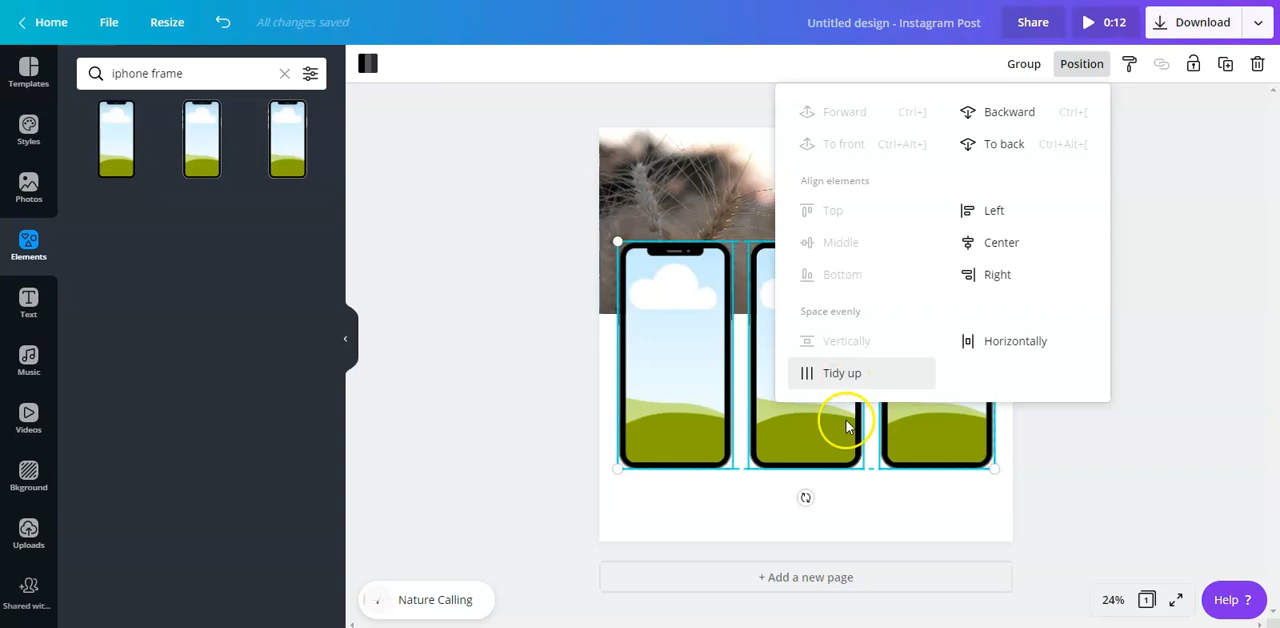 Home
File
Resize
All changes saved
Untitled design - Instagram Post
Share
0:12
Download
Templates
Styles
Photos
Elements
Text
Music
Videos
Bkground
Uploads
Shared wit...
iphone frame
Group
Position
Forward Ctrl+]
Backward Ctrl+[
To front Ctrl+Alt+]
To back Ctrl+Alt+[
Align elements
Top
Left
Middle
Center
Bottom
Right
Space evenly
Vertically
Horizontally
Tidy up
+ Add a new page
Nature Calling
24%
1
Help ?